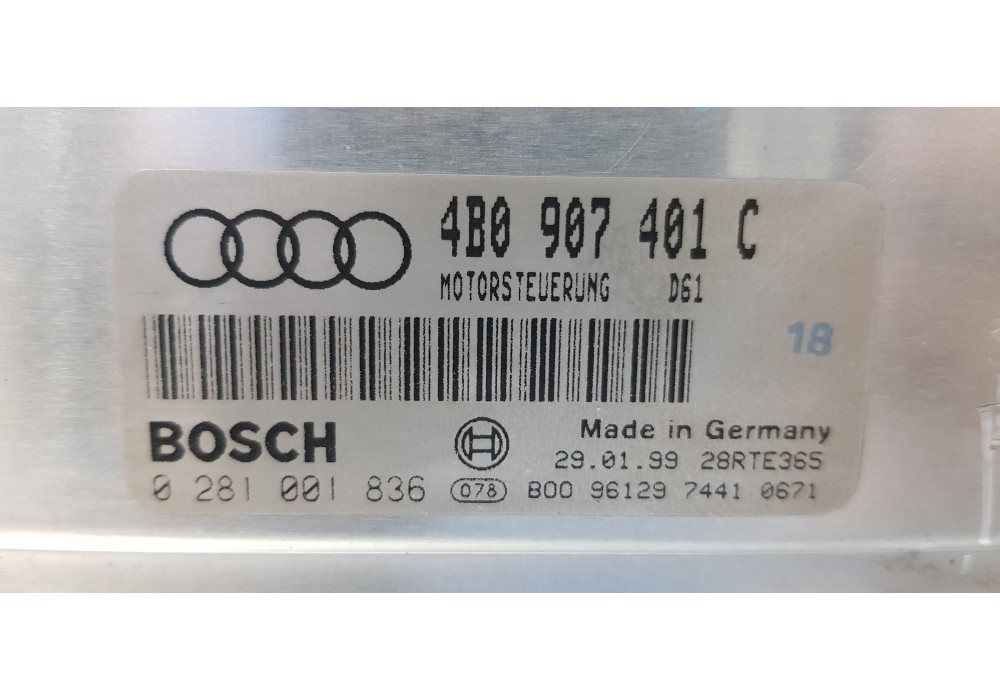 4B0 907 401 C
MOTORSTEUERUNG D61
18
BOSCH
Made in Germany
29.01.99 28RTE365
0 281 001 836 078 B00 96129 7441 0671